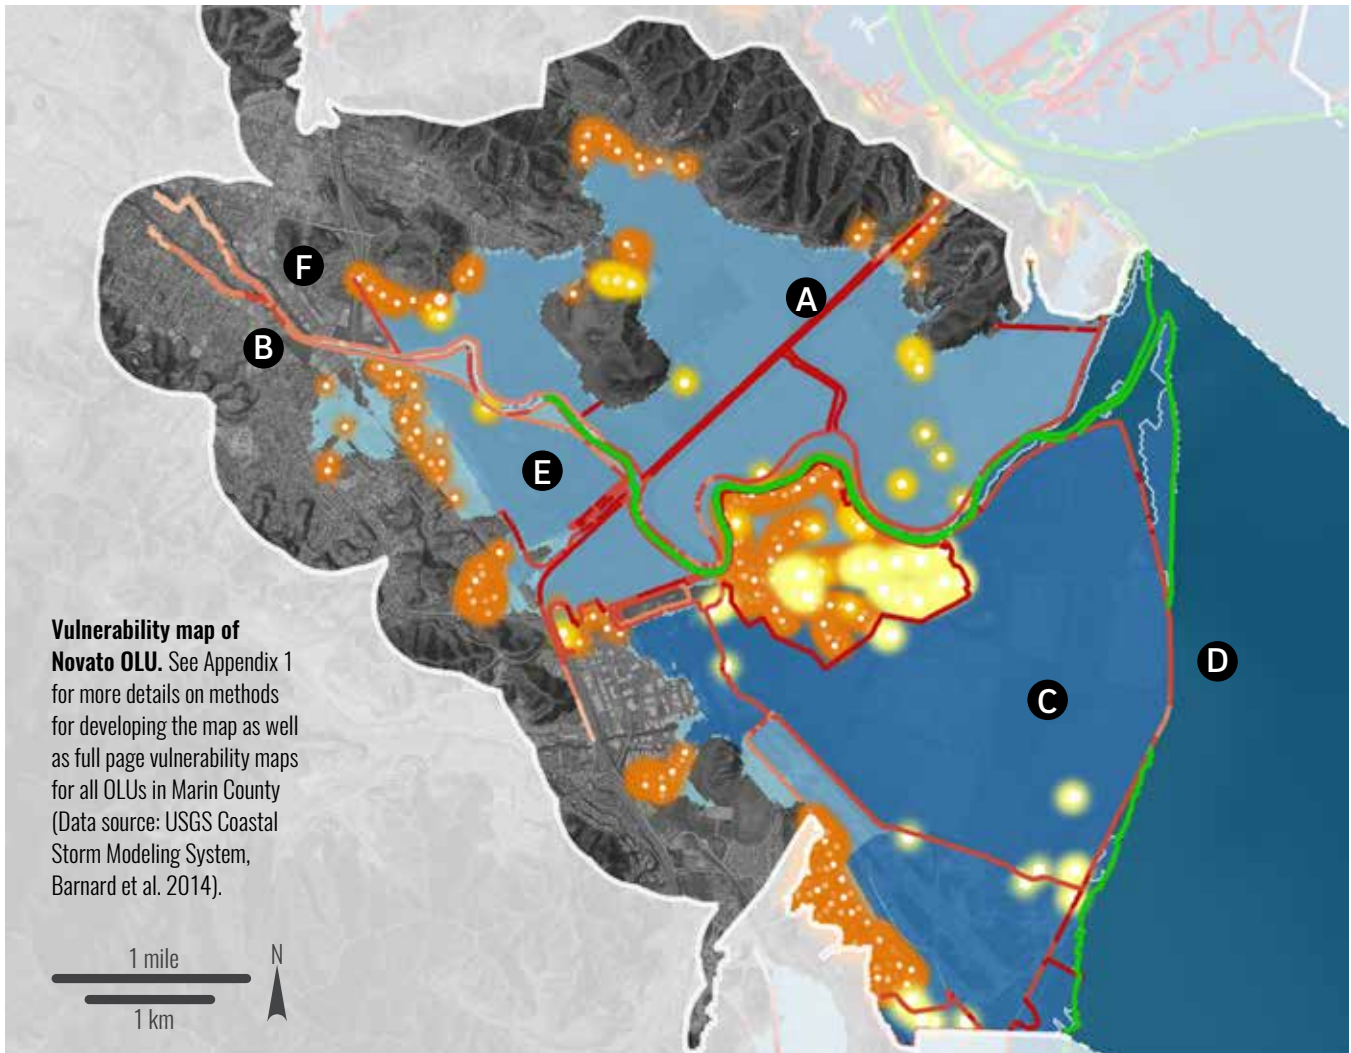 A
F
B
E
Vulnerability map of
Novato OLU. See Appendix 1
for more details on methods
for developing the map as well
as full page vulnerability maps
for all OLUs in Marin County
(Data source: USGS Coastal
Storm Modeling System,
Barnard et al. 2014).
D
C
1 mile
1 km
N